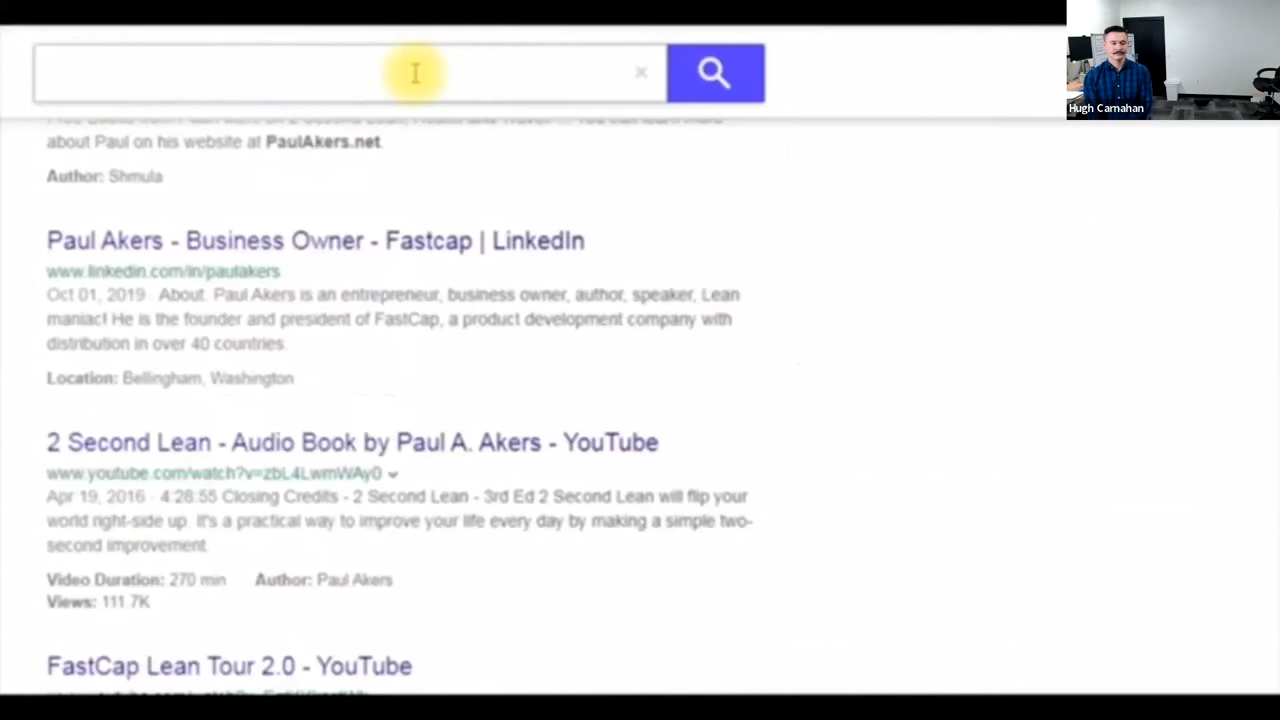 Hugh Carnahan
about Paul on his website at PaulAkers.net
Author: Shmula
Paul Akers - Business Owner - Fastcap | LinkedIn
www.linkedin.com/in/paulakers
Oct 01, 2019 · About. Paul Akers is an entrepreneur, business owner, author, speaker, Lean
maniac! He is the founder and president of FastCap, a product development company with
distribution in over 40 countries.
Location: Bellingham, Washington
2 Second Lean - Audio Book by Paul A. Akers - YouTube
www.youtube.com/watch?v=zbL4LwmWAy0
Apr 19, 2016 · 4:28:55 Closing Credits - 2 Second Lean - 3rd Ed 2 Second Lean will flip your
world right-side up. It's a practical way to improve your life every day by making a simple two-
second improvement.
Video Duration: 270 min Author: Paul Akers
Views: 111.7K
FastCap Lean Tour 2.0 - YouTube